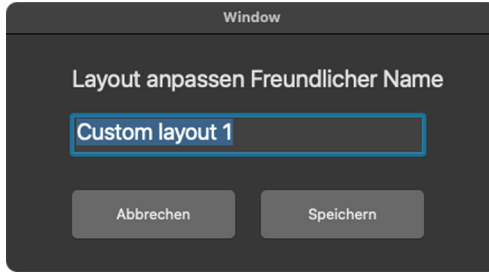 Window
Layout anpassen Freundlicher Name
Custom layout 1
Abbrechen
Speichern